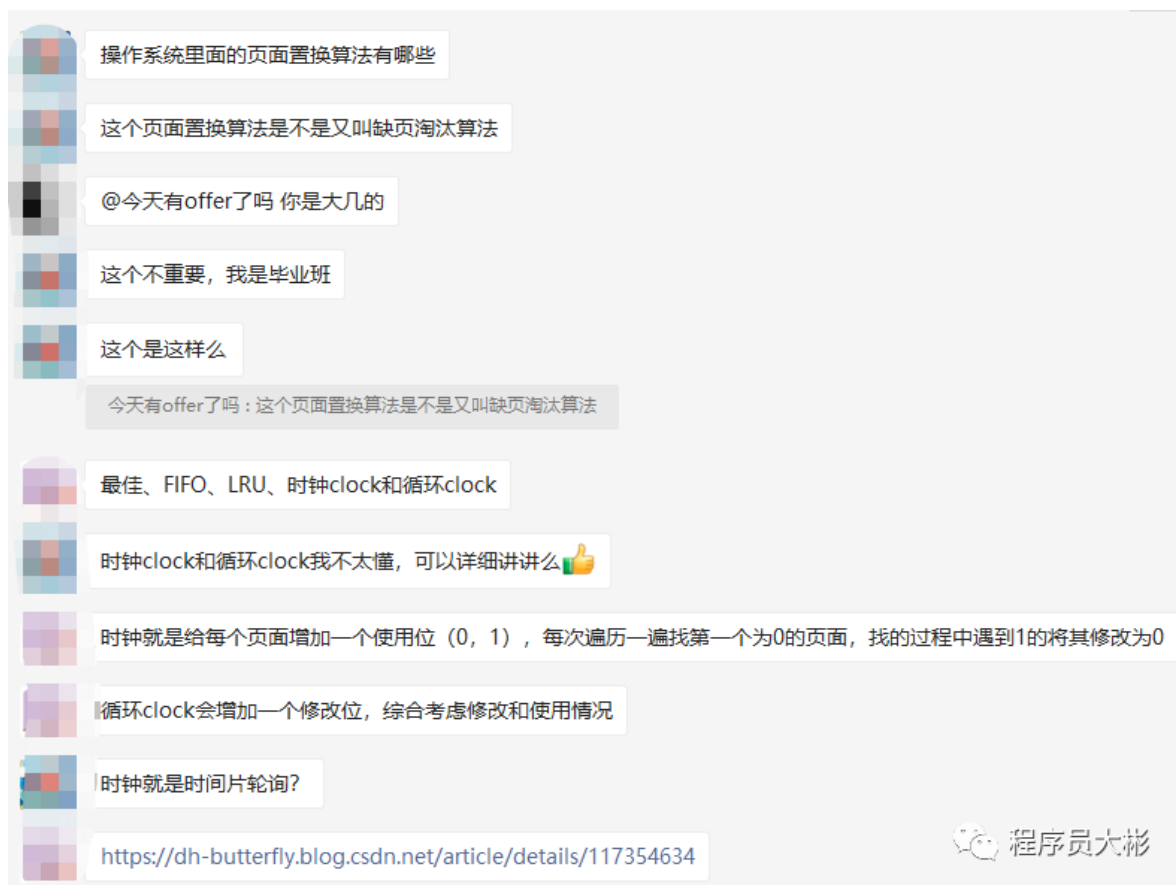 操作系统里面的页面置换算法有哪些
这个页面置换算法是不是又叫缺页淘汰算法
@今天有offer了吗 你是大几的
这个不重要，我是毕业班
这个是这样么
今天有offer了吗：这个页面置换算法是不是又叫缺页淘汰算法
最佳、FIFO、LRU、时钟clock和循环clock
时钟clock和循环clock我不太懂，可以详细讲讲么
时钟就是给每个页面增加一个使用位（0，1），每次遍历一遍找第一个为0的页面，找的过程中遇到1的将其修改为0
循环clock会增加一个修改位，综合考虑修改和使用情况
时钟就是时间片轮询？
https://dh-butterfly.blog.csdn.net/article/details/117354634
程序员大彬